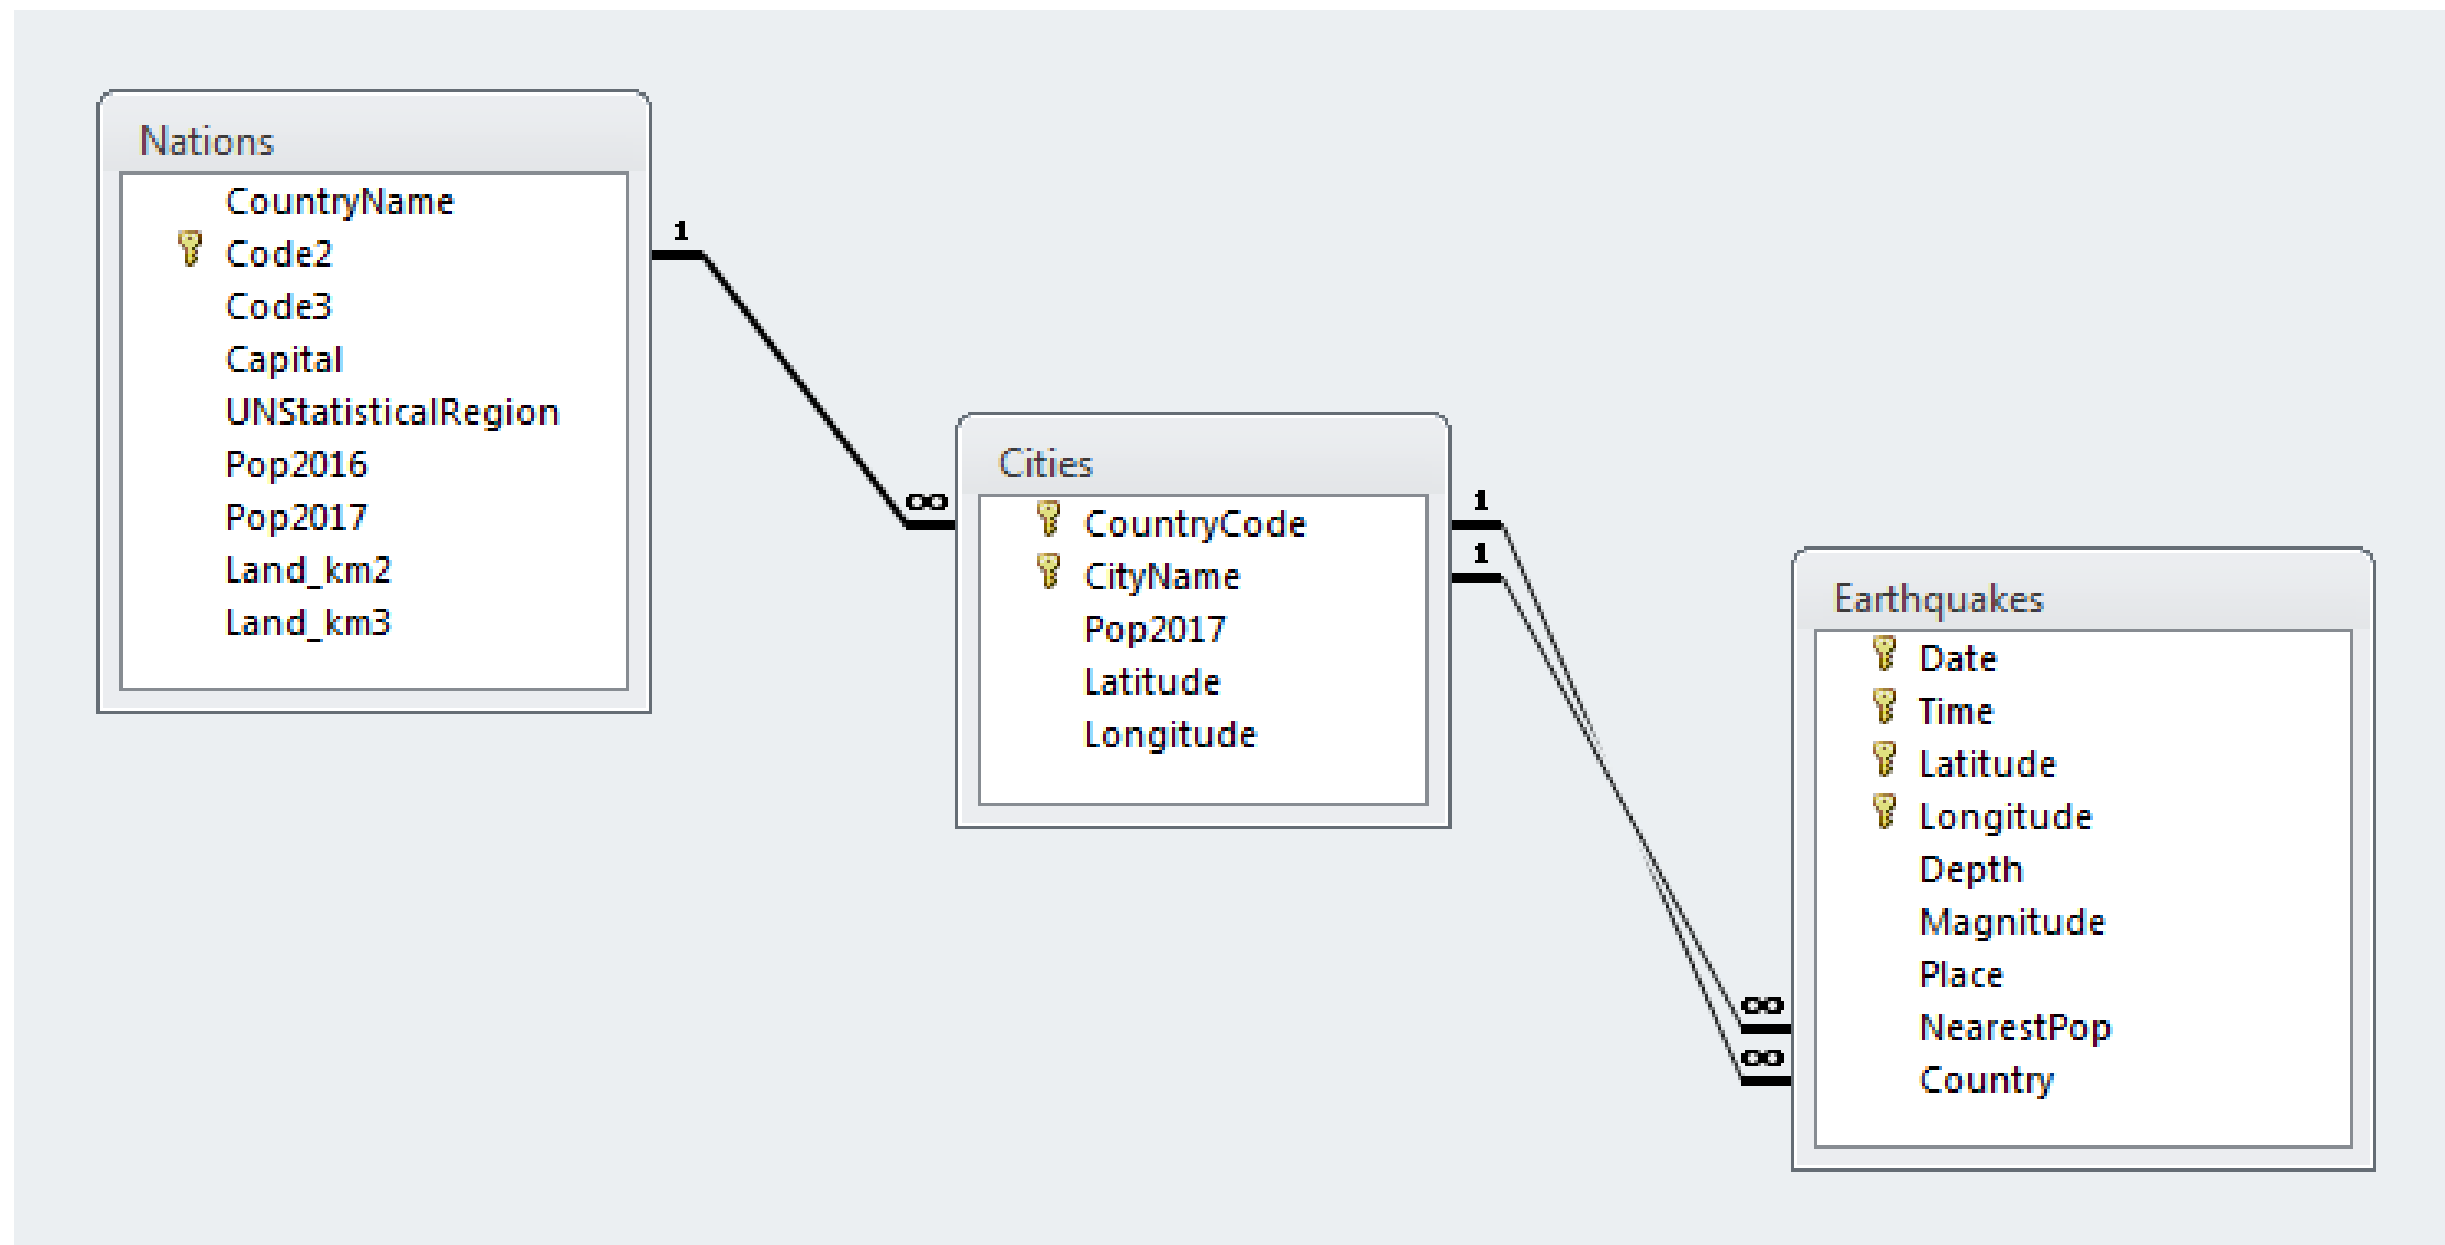 Nations
CountryName
Code2
Code3
Capital
UNStatisticalRegion
Pop2016
Pop2017
Land_km2
Land_km3
1
∞
Cities
CountryCode
CityName
Pop2017
Latitude
Longitude
1
1
∞
∞
Earthquakes
Date
Time
Latitude
Longitude
Depth
Magnitude
Place
NearestPop
Country